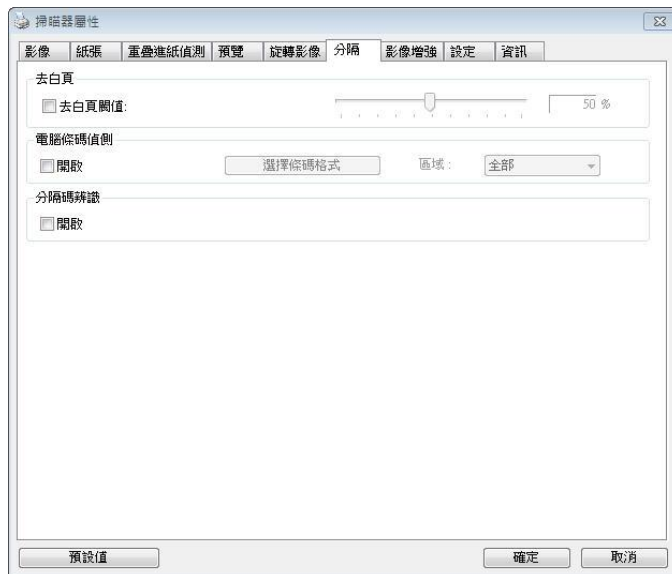 掃瞄器屬性
影像 紙張 重疊進紙偵測 預覽 旋轉影像 分隔 影像增強 設定 資訊
去白頁
去白頁閾值: 50 %
電腦條碼偵側
開啟 選擇條碼格式 區域: 全部
分隔碼辨識
開啟
預設值 確定 取消